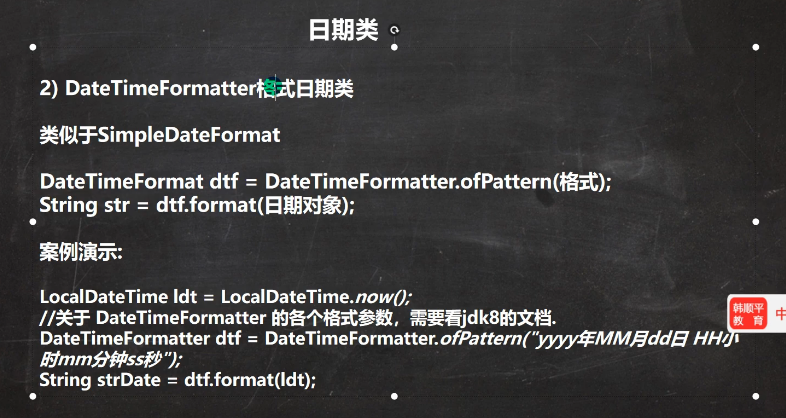 日期类
2) DateTimeFormatter格式日期类
类似于SimpleDateFormat
DateTimeFormat dtf = DateTimeFormatter.ofPattern(格式);
String str = dtf.format(日期对象);
案例演示:
LocalDateTime ldt = LocalDateTime.now();
//关于 DateTimeFormatter 的各个格式参数，需要看jdk8的文档.
DateTimeFormatter dtf = DateTimeFormatter.ofPattern("yyyy年MM月dd日 HH小
时mm分钟ss秒");
String strDate = dtf.format(ldt);
韩顺平
教育
中